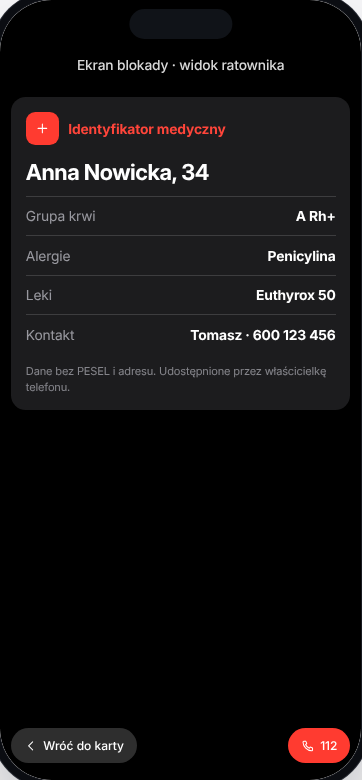 Ekran blokady · widok ratownika
Identyfikator medyczny
Anna Nowicka, 34
Grupa krwi A Rh+
Alergie Penicylina
Leki Euthyrox 50
Kontakt Tomasz · 600 123 456
Dane bez PESEL i adresu. Udostępnione przez właścicielkę
telefonu.
Wróć do karty 112